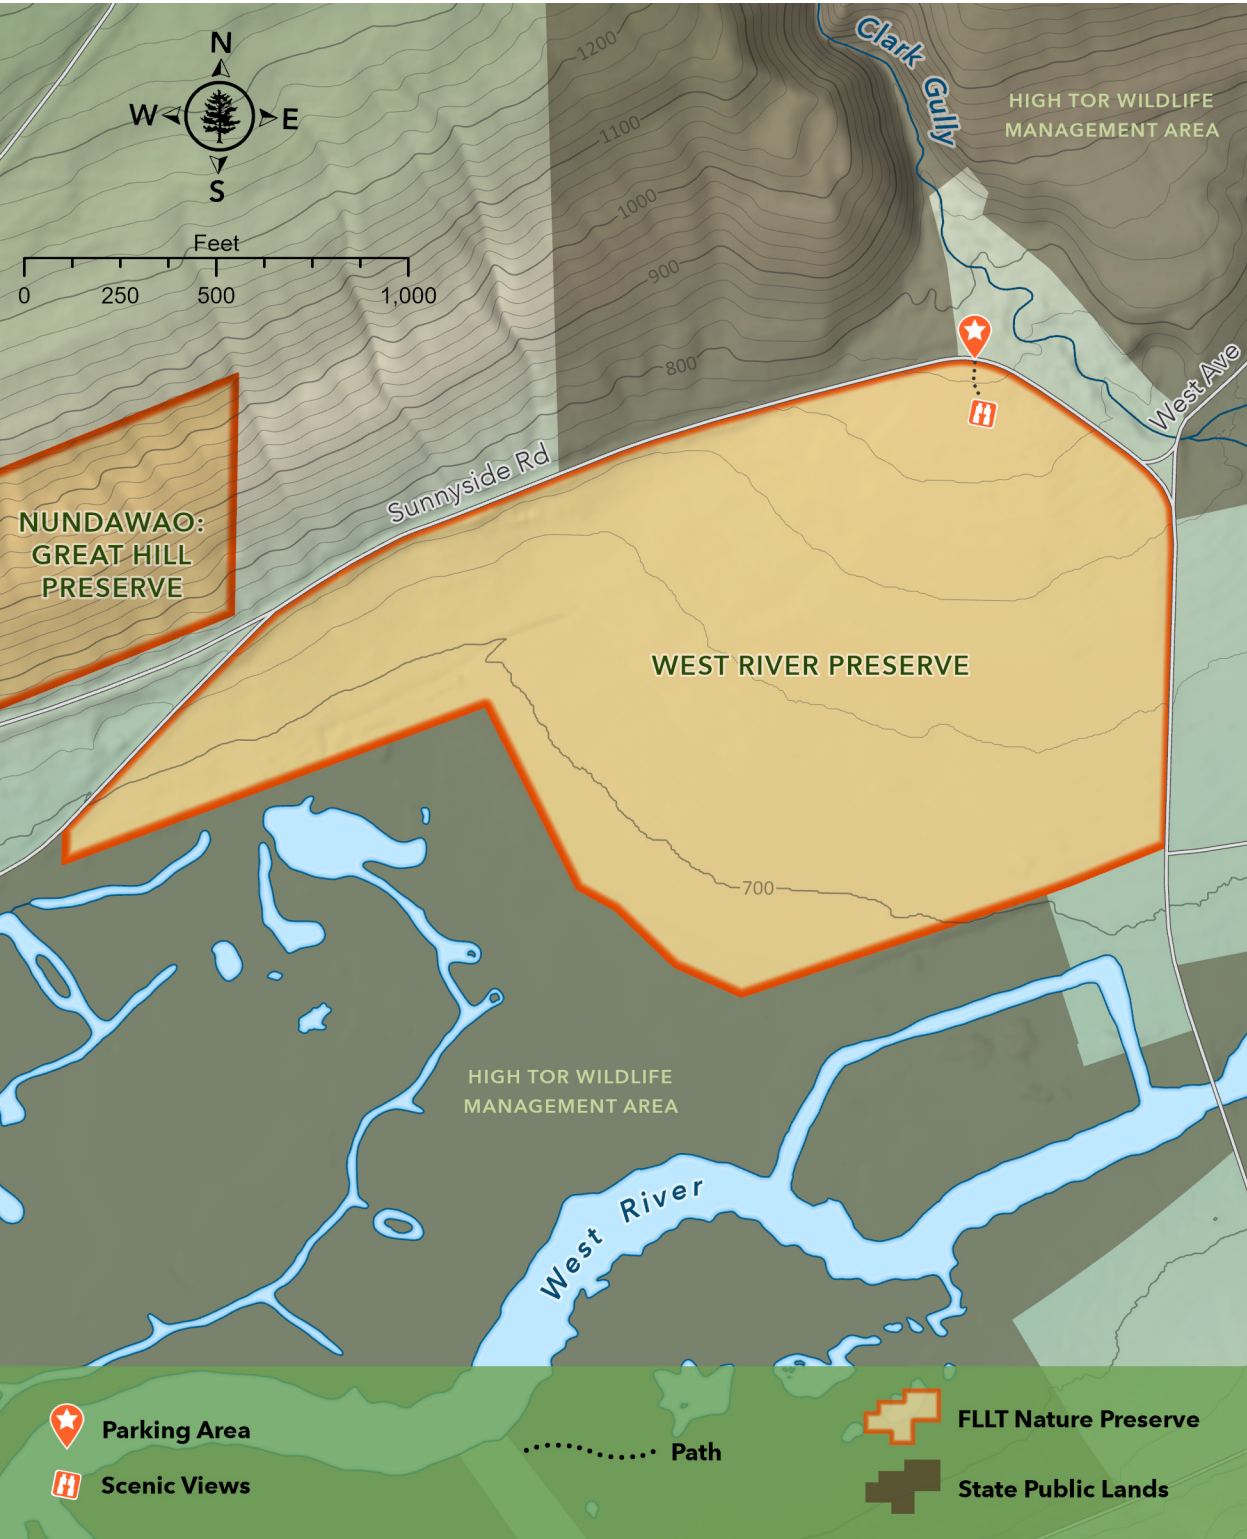 N
W
E
S
Feet
0
250
500
1,000
1200
1100
1000
900
800
Clark Gully
HIGH TOR WILDLIFE
MANAGEMENT AREA
West Ave
Sunnyside Rd
NUNDAWAO:
GREAT HILL
PRESERVE
WEST RIVER PRESERVE
700
HIGH TOR WILDLIFE
MANAGEMENT AREA
West River
Parking Area
Scenic Views
Path
FLLT Nature Preserve
State Public Lands